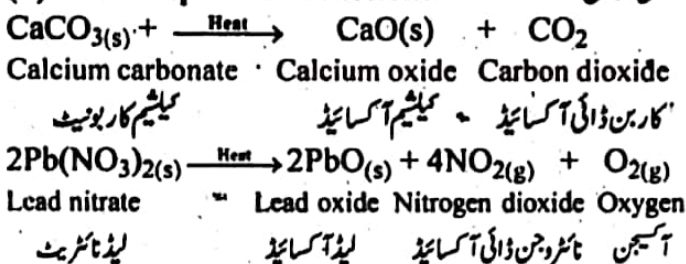 CaCO₃(s) + —Heat→ CaO(s) + CO₂
Calcium carbonate Calcium oxide Carbon dioxide
کیلشیم کاربونیٹ کیلشیم آکسائیڈ کاربن ڈائی آکسائیڈ
2Pb(NO₃)₂(s) —Heat→ 2PbO(s) + 4NO₂(g) + O₂(g)
Lead nitrate Lead oxide Nitrogen dioxide Oxygen
لیڈ نائٹریٹ لیڈ آکسائیڈ نائٹروجن ڈائی آکسائیڈ آکسیجن